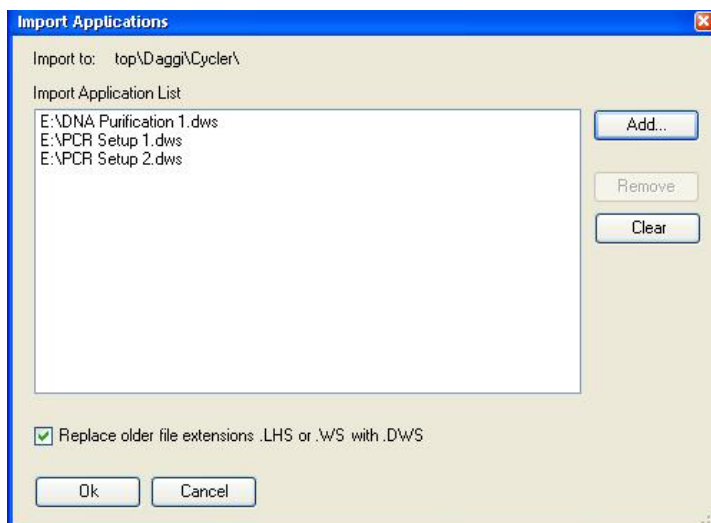 Import Applications
Import to: top\Daggi\Cycler\
Import Application List
E:\DNA Purification 1.dws
E:\PCR Setup 1.dws
E:\PCR Setup 2.dws
Add...
Remove
Clear
Replace older file extensions .LHS or .WS with .DWS
Ok
Cancel